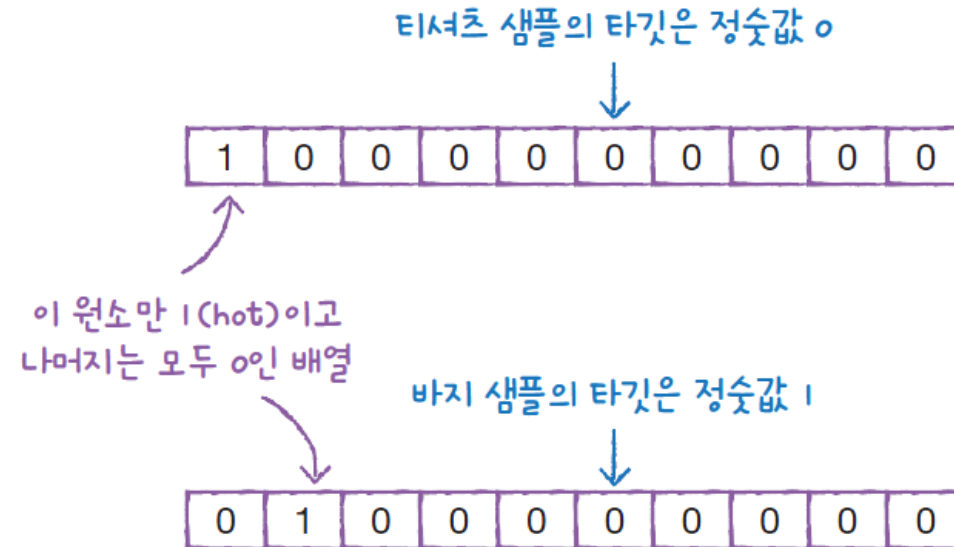 티셔츠 샘플의 타깃은 정숫값 0
1 0 0 0 0 0 0 0 0 0
이 원소만 1(hot)이고
나머지는 모두 0인 배열
바지 샘플의 타깃은 정숫값 1
0 1 0 0 0 0 0 0 0 0